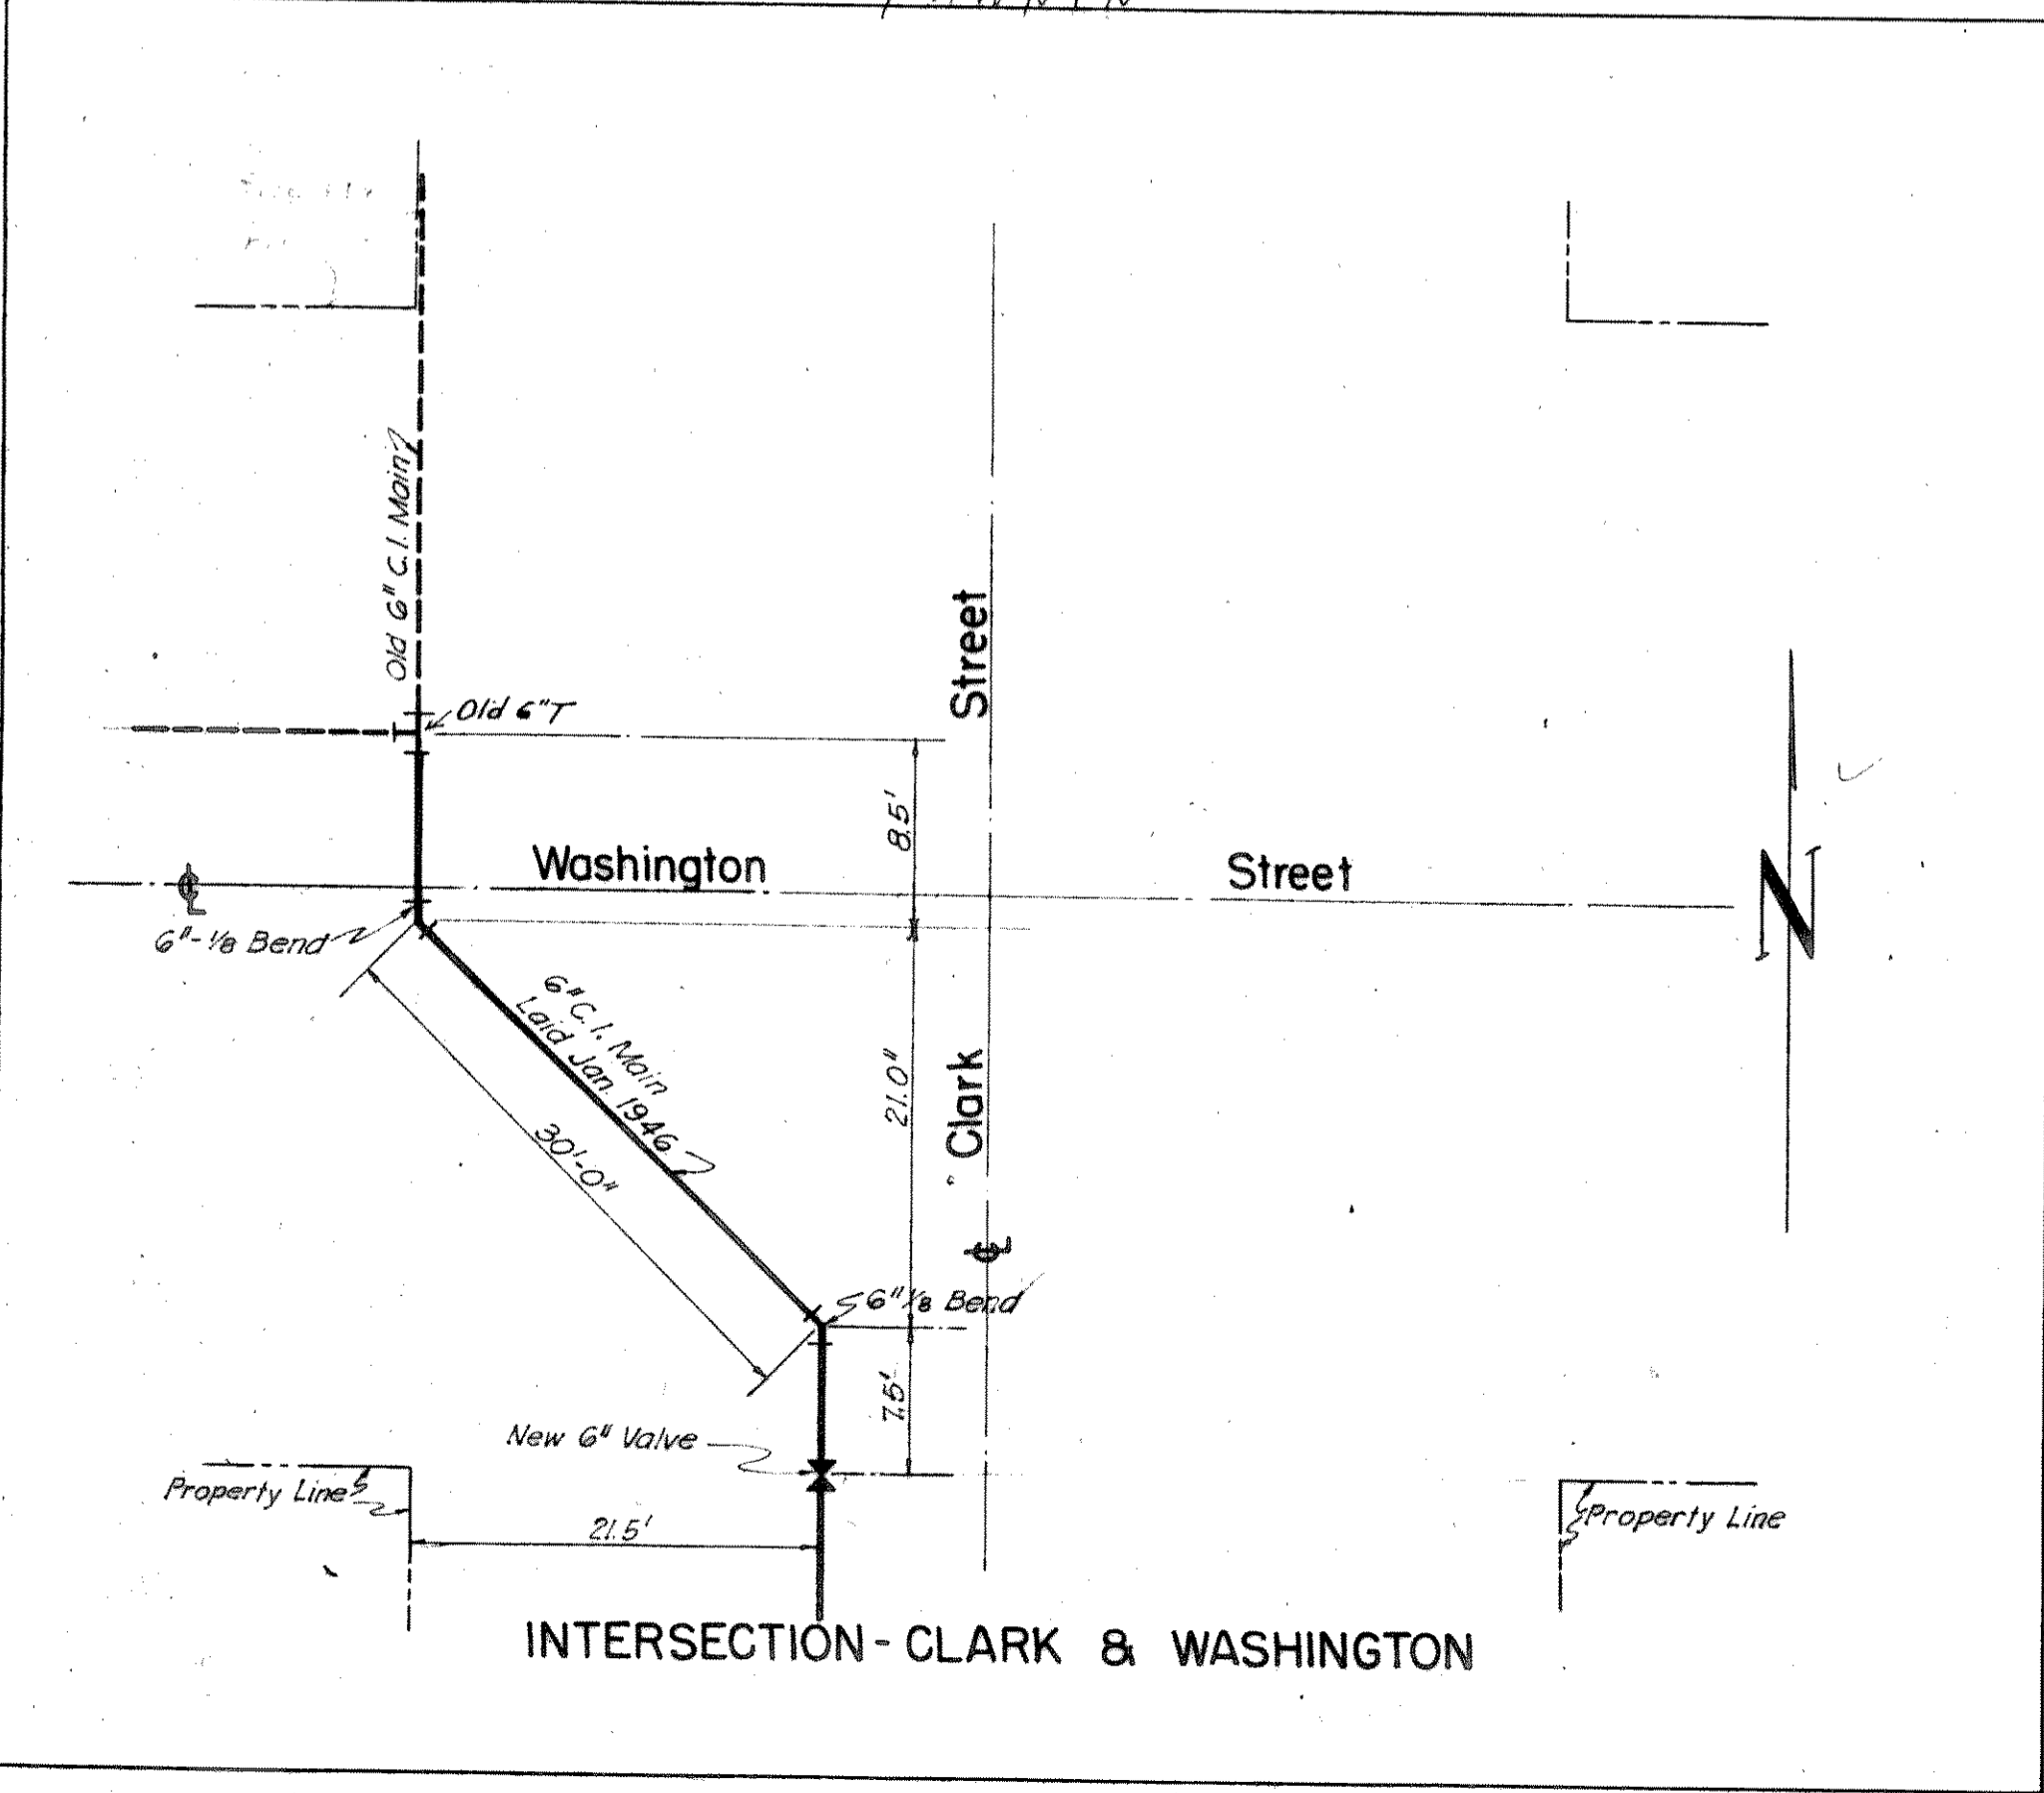 Old 6" C.I. Main
Old 6"T
Street
8.5'
Washington
Street
℄
N
6"-⅛ Bend
6" C.I. Main
Laid Jan. 1946.
30'-0"
21.0"
Clark
℄
6" ⅛ Bend
7.5'
New 6" Valve
Property Line
Property Line
21.5'
INTERSECTION - CLARK & WASHINGTON